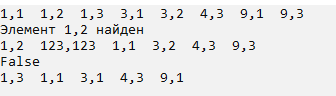 1,1  1,2  1,3  3,1  3,2  4,3  9,1  9,3
Элемент 1,2 найден
1,2  123,123  1,1  3,2  4,3  9,3
False
1,3  1,1  3,1  4,3  9,1